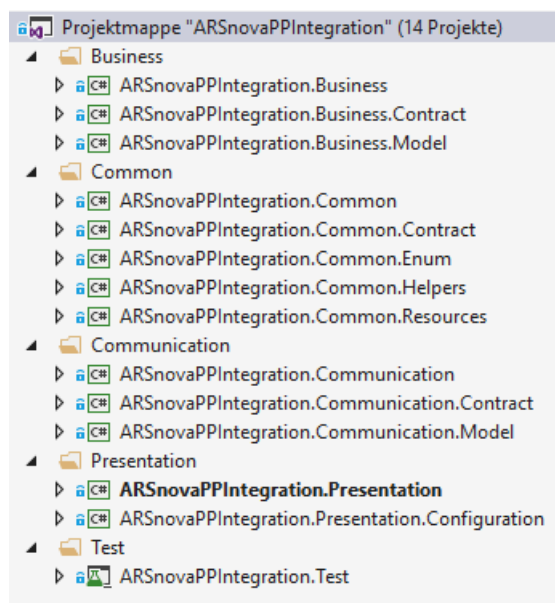 Projektmappe "ARSnovaPPIntegration" (14 Projekte)
Business
C# ARSnovaPPIntegration.Business
C# ARSnovaPPIntegration.Business.Contract
C# ARSnovaPPIntegration.Business.Model
Common
C# ARSnovaPPIntegration.Common
C# ARSnovaPPIntegration.Common.Contract
C# ARSnovaPPIntegration.Common.Enum
C# ARSnovaPPIntegration.Common.Helpers
C# ARSnovaPPIntegration.Common.Resources
Communication
C# ARSnovaPPIntegration.Communication
C# ARSnovaPPIntegration.Communication.Contract
C# ARSnovaPPIntegration.Communication.Model
Presentation
C# ARSnovaPPIntegration.Presentation
C# ARSnovaPPIntegration.Presentation.Configuration
Test
ARSnovaPPIntegration.Test